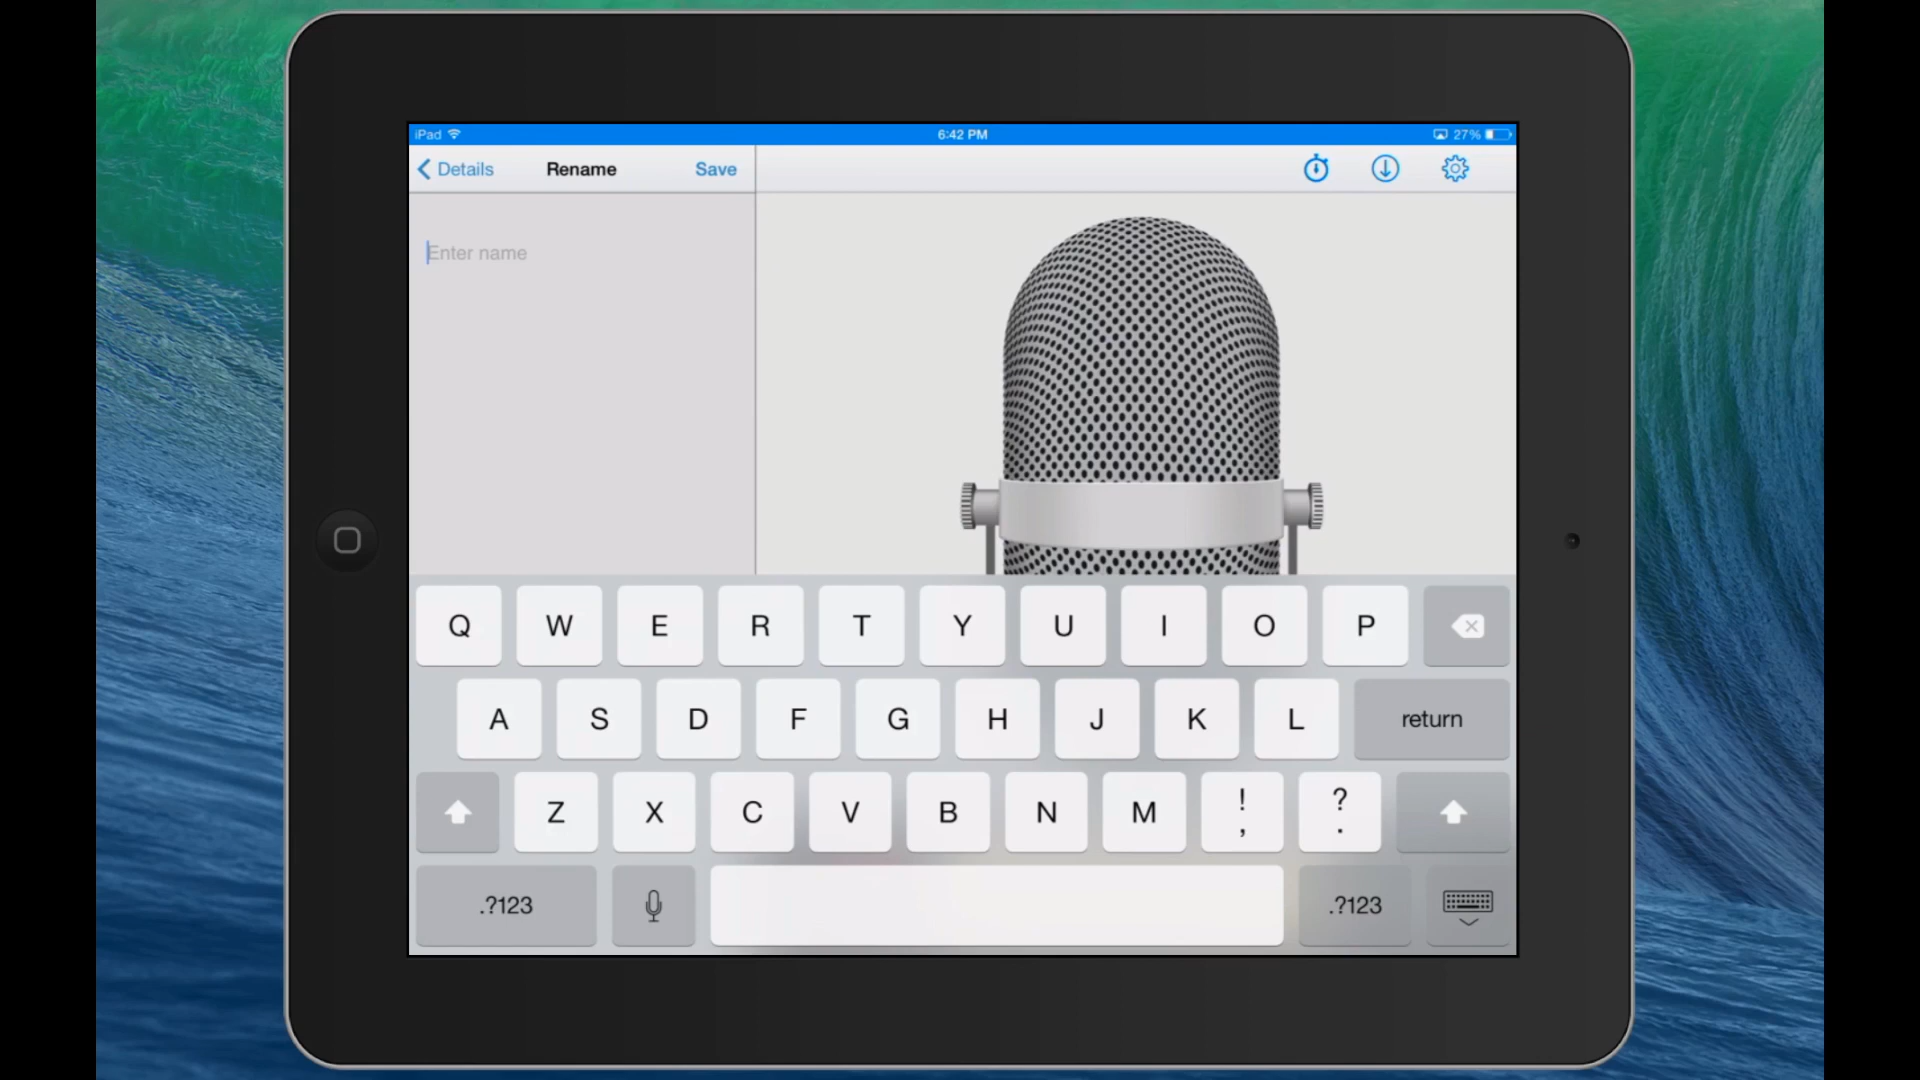 iPad 6:42 PM 27%
Details Rename Save
Enter name
Q W E R T Y U I O P
A S D F G H J K L return
Z X C V B N M ! , ? .
.?123 .?123